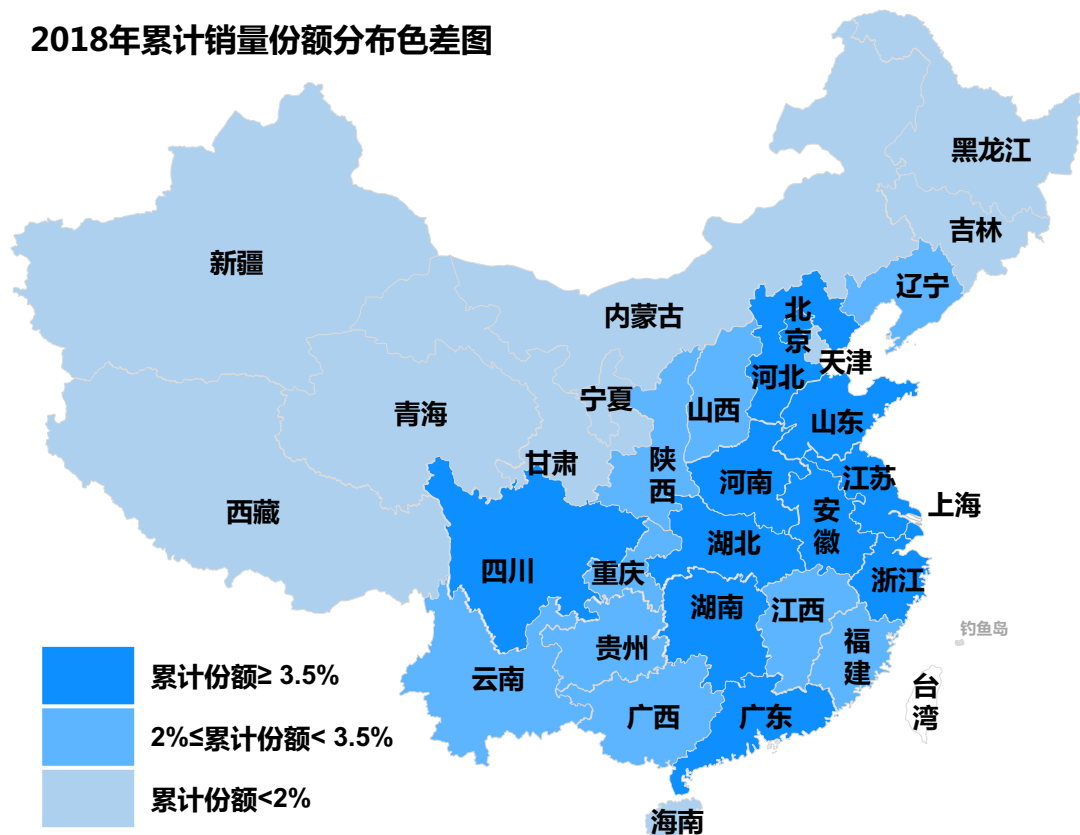 2018年累计销量份额分布色差图
黑龙江
吉林
辽宁
新疆
内蒙古
北京
天津
河北
宁夏
青海
山西
山东
甘肃
陕西
河南
江苏
上海
西藏
安徽
湖北
四川
重庆
浙江
湖南
江西
钓鱼岛
贵州
福建
云南
台湾
广西
广东
海南
累计份额≥ 3.5%
2%≤累计份额< 3.5%
累计份额<2%